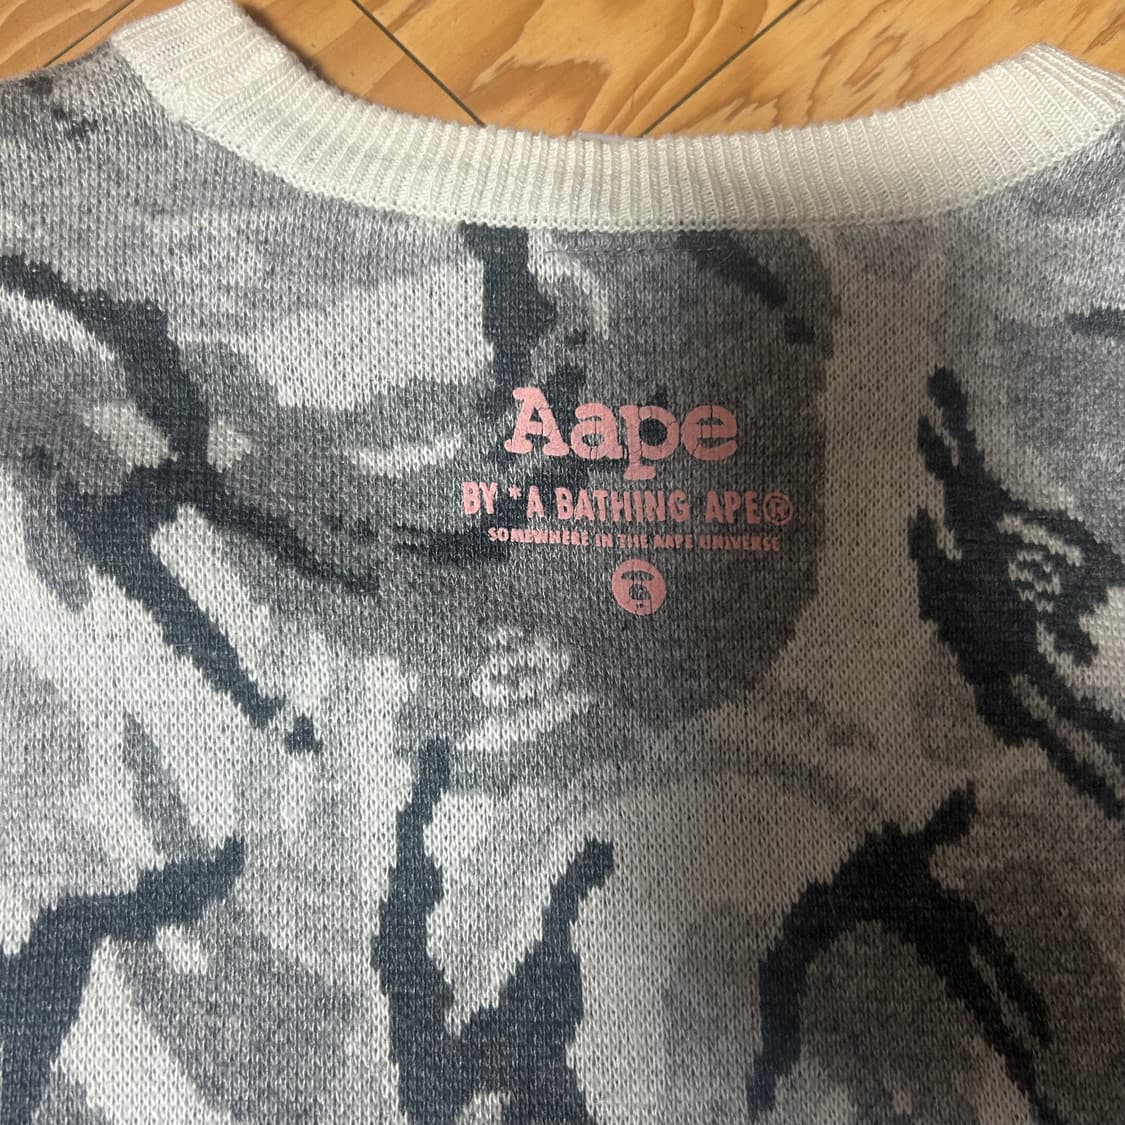 Aape
BY *A BATHING APE®
SOMEWHERE IN THE AAPE UNIVERSE